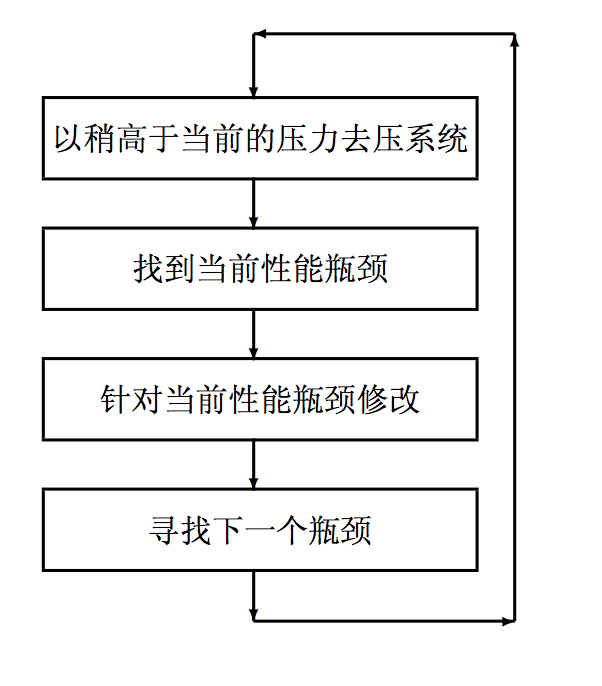 以稍高于当前的压力去压系统
找到当前性能瓶颈
针对当前性能瓶颈修改
寻找下一个瓶颈